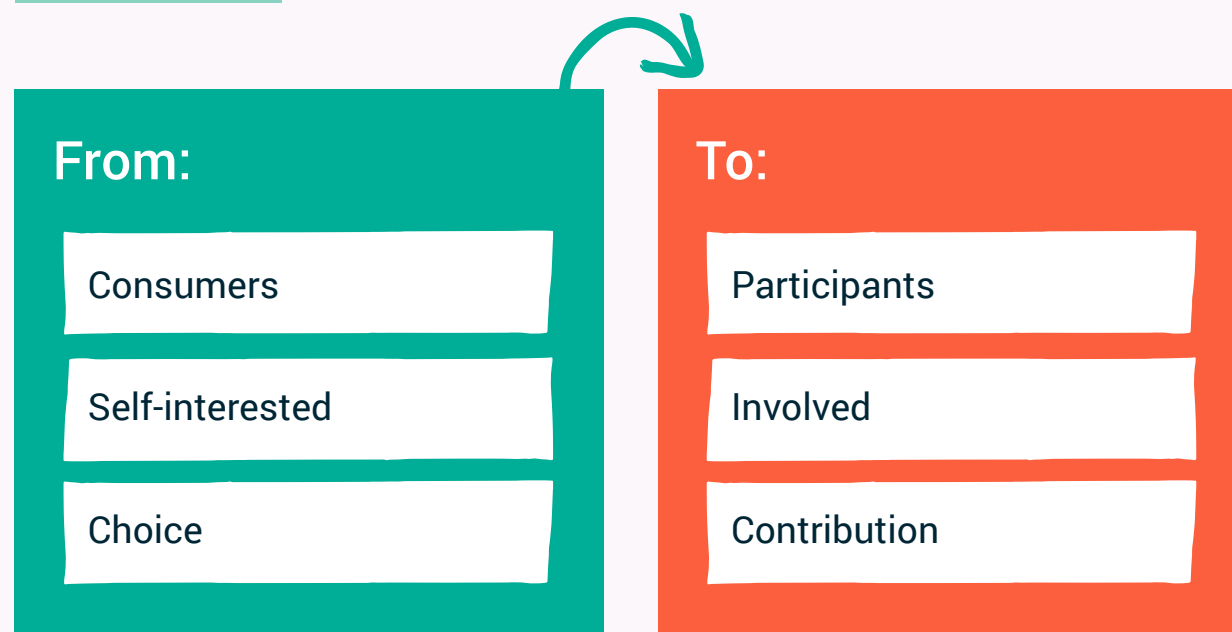 From:
Consumers
Self-interested
Choice
To:
Participants
Involved
Contribution